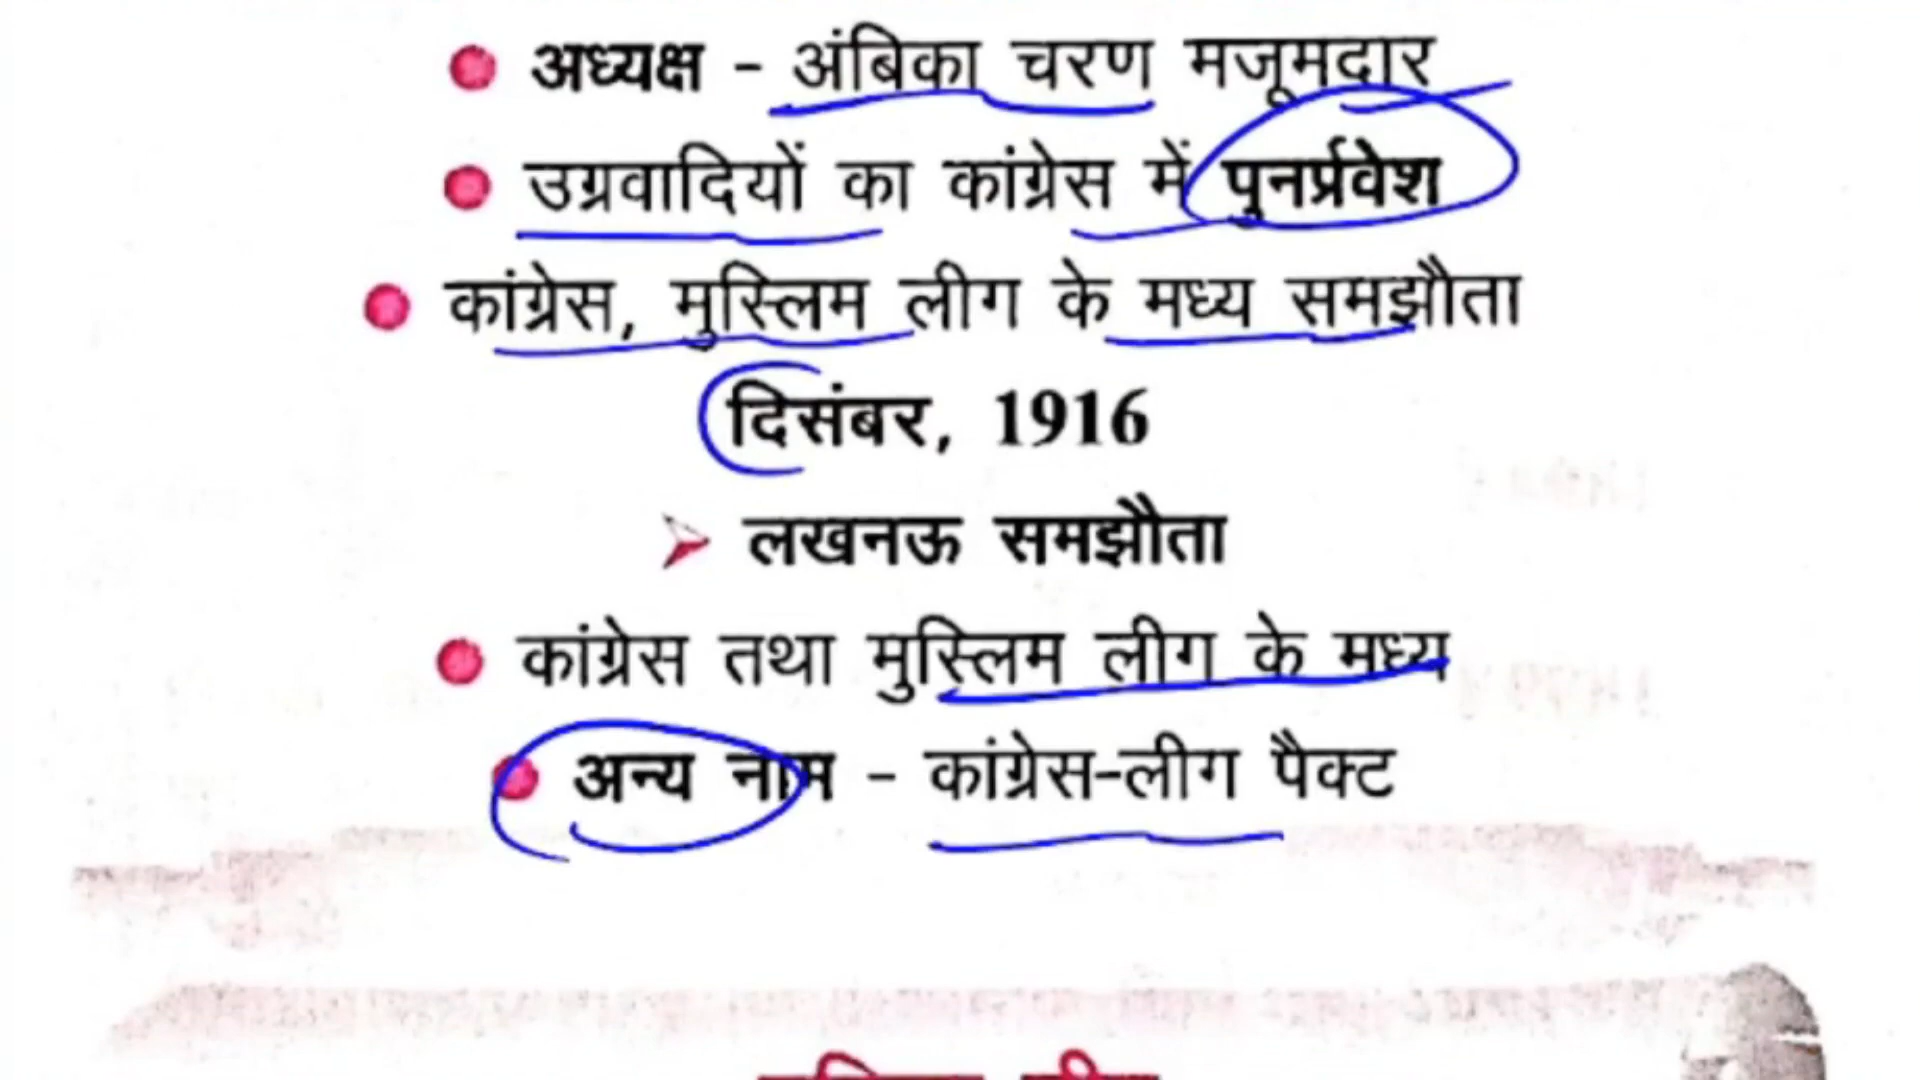 अध्यक्ष - अंबिका चरण मजूमदार
उग्रवादियों का कांग्रेस में पुनर्प्रवेश
कांग्रेस, मुस्लिम लीग के मध्य समझौता
दिसंबर, 1916
लखनऊ समझौता
कांग्रेस तथा मुस्लिम लीग के मध्य
अन्य नाम - कांग्रेस-लीग पैक्ट